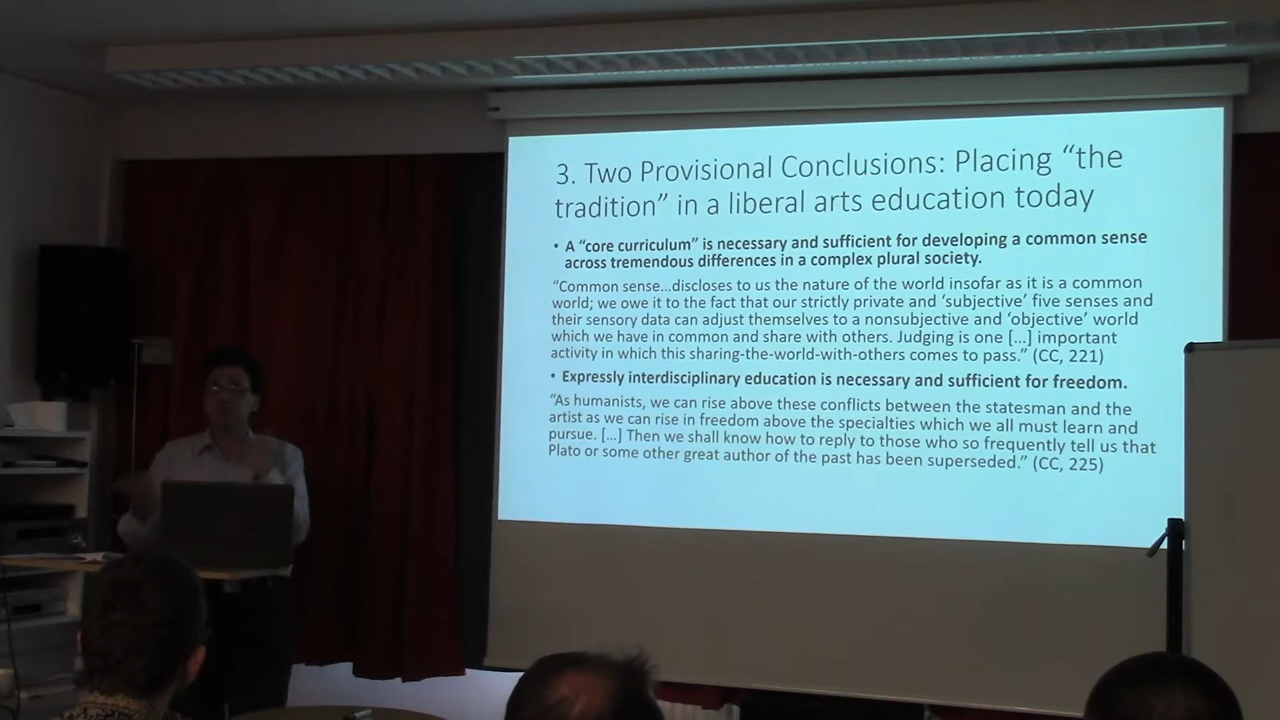 3. Two Provisional Conclusions: Placing “the
tradition” in a liberal arts education today
• A “core curriculum” is necessary and sufficient for developing a common sense
across tremendous differences in a complex plural society.
“Common sense…discloses to us the nature of the world insofar as it is a common
world; we owe it to the fact that our strictly private and ‘subjective’ five senses and
their sensory data can adjust themselves to a nonsubjective and ‘objective’ world
which we have in common and share with others. Judging is one […] important
activity in which this sharing-the-world-with-others comes to pass.” (CC, 221)
• Expressly interdisciplinary education is necessary and sufficient for freedom.
“As humanists, we can rise above these conflicts between the statesman and the
artist as we can rise in freedom above the specialties which we all must learn and
pursue. […] Then we shall know how to reply to those who so frequently tell us that
Plato or some other great author of the past has been superseded.” (CC, 225)